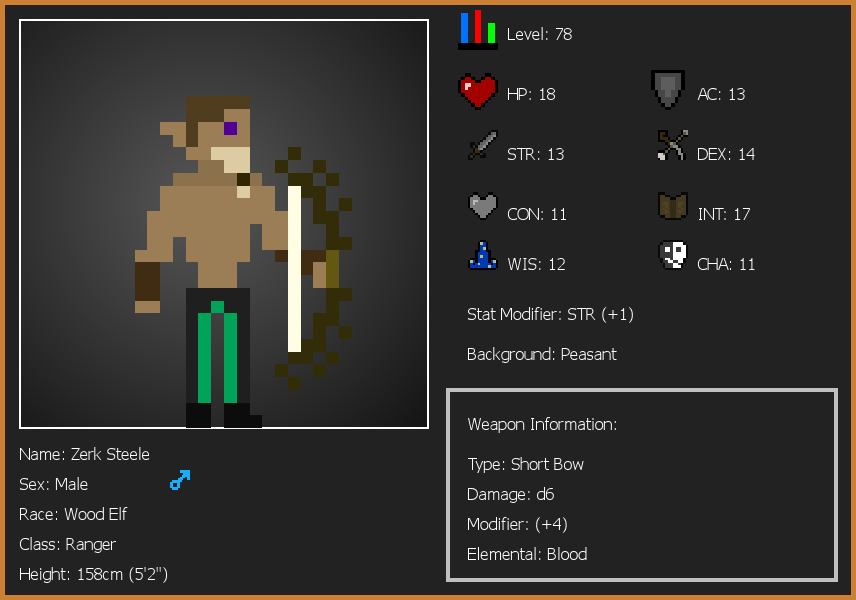 Level: 78
HP: 18
AC: 13
STR: 13
DEX: 14
CON: 11
INT: 17
WIS: 12
CHA: 11
Stat Modifier: STR (+1)
Background: Peasant
Weapon Information:
Type: Short Bow
Damage: d6
Modifier: (+4)
Elemental: Blood
Name: Zerk Steele
Sex: Male
Race: Wood Elf
Class: Ranger
Height: 158cm (5'2")